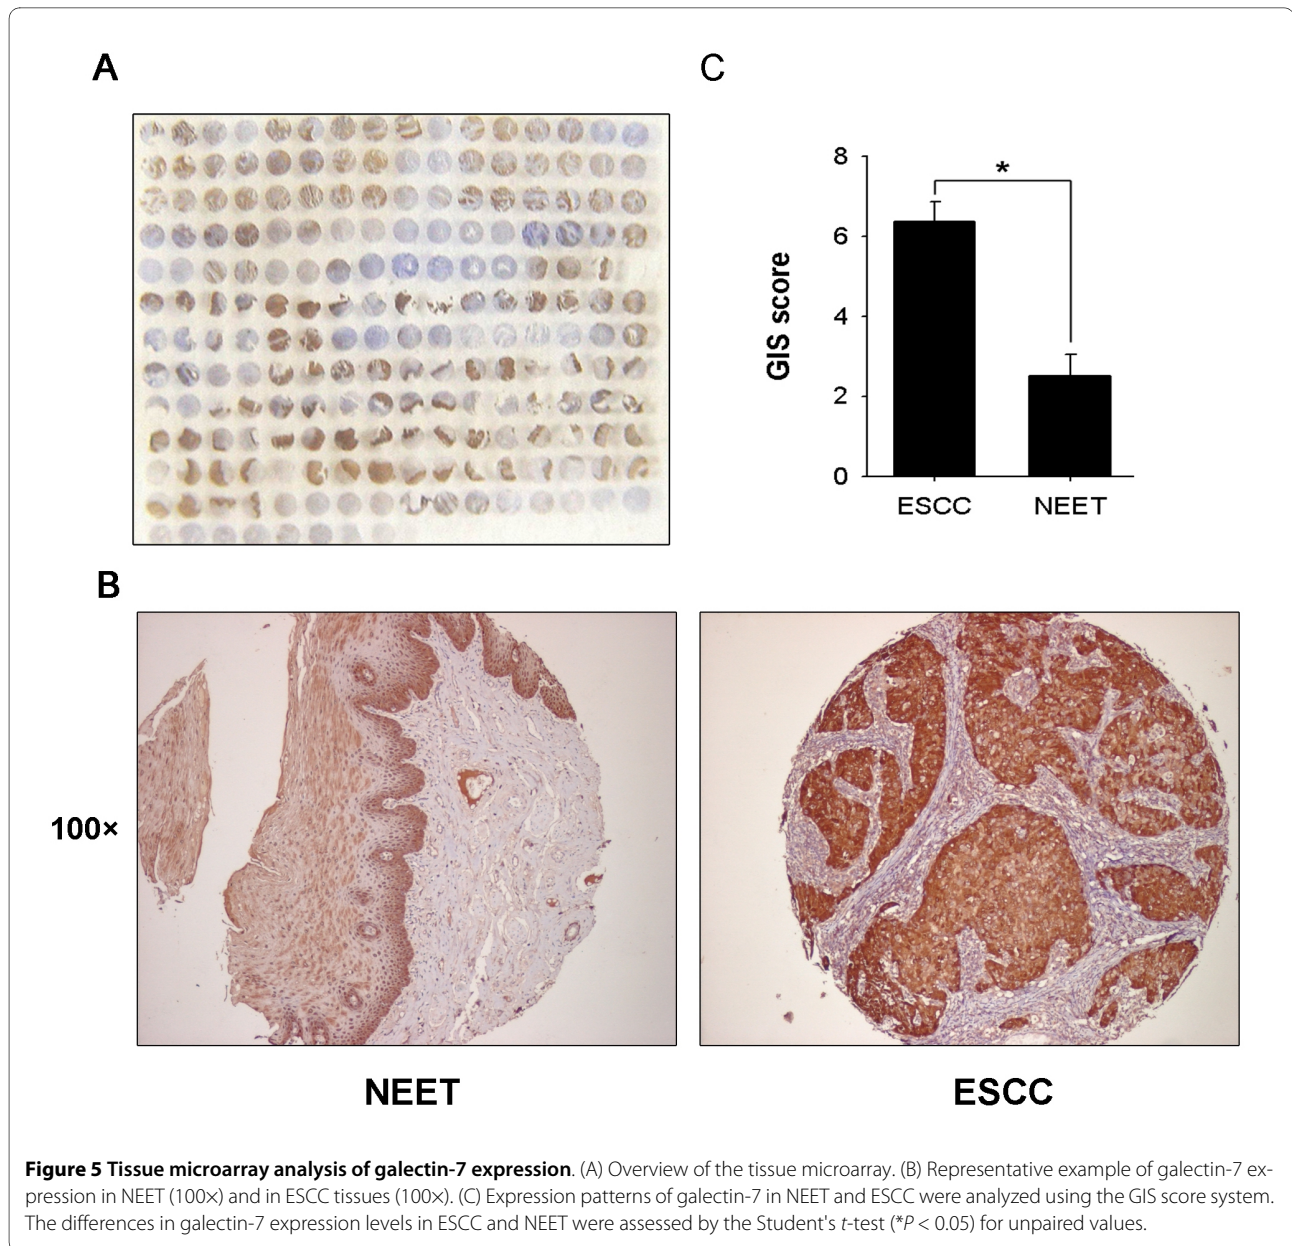 A
C
8
6
4
2
0
GIS score
*
ESCC
NEET
B
100×
NEET
ESCC
Figure 5 Tissue microarray analysis of galectin-7 expression. (A) Overview of the tissue microarray. (B) Representative example of galectin-7 ex-
pression in NEET (100×) and in ESCC tissues (100×). (C) Expression patterns of galectin-7 in NEET and ESCC were analyzed using the GIS score system.
The differences in galectin-7 expression levels in ESCC and NEET were assessed by the Student's t-test (*P < 0.05) for unpaired values.